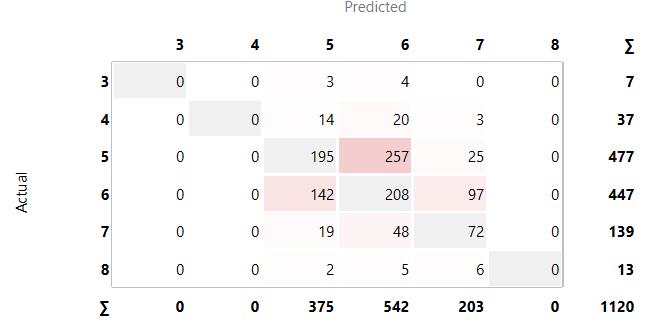 Predicted
3 4 5 6 7 8 Σ
3 0 0 3 4 0 0 7
4 0 0 14 20 3 0 37
5 0 0 195 257 25 0 477
Actual
6 0 0 142 208 97 0 447
7 0 0 19 48 72 0 139
8 0 0 2 5 6 0 13
Σ 0 0 375 542 203 0 1120